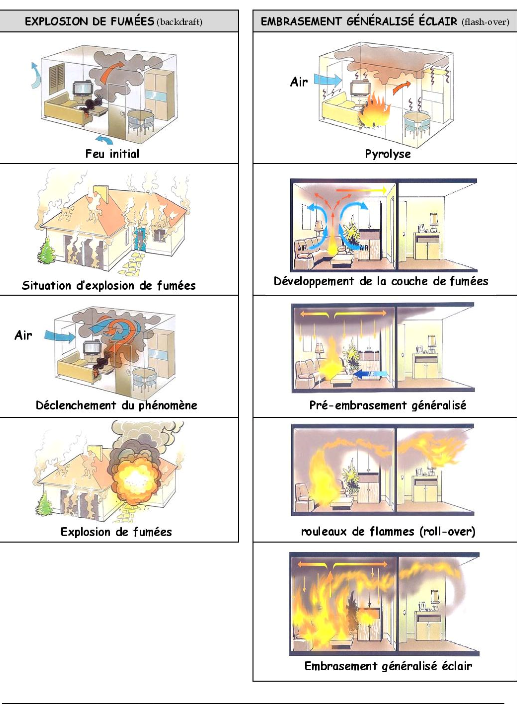 EXPLOSION DE FUMÉES (backdraft)
Feu initial
Situation d'explosion de fumées
Air
Déclenchement du phénomène
Explosion de fumées
EMBRASEMENT GÉNÉRALISÉ ÉCLAIR (flash-over)
Air
Pyrolyse
AIR
AIR
Développement de la couche de fumées
Pré-embrasement généralisé
rouleaux de flammes (roll-over)
Embrasement généralisé éclair